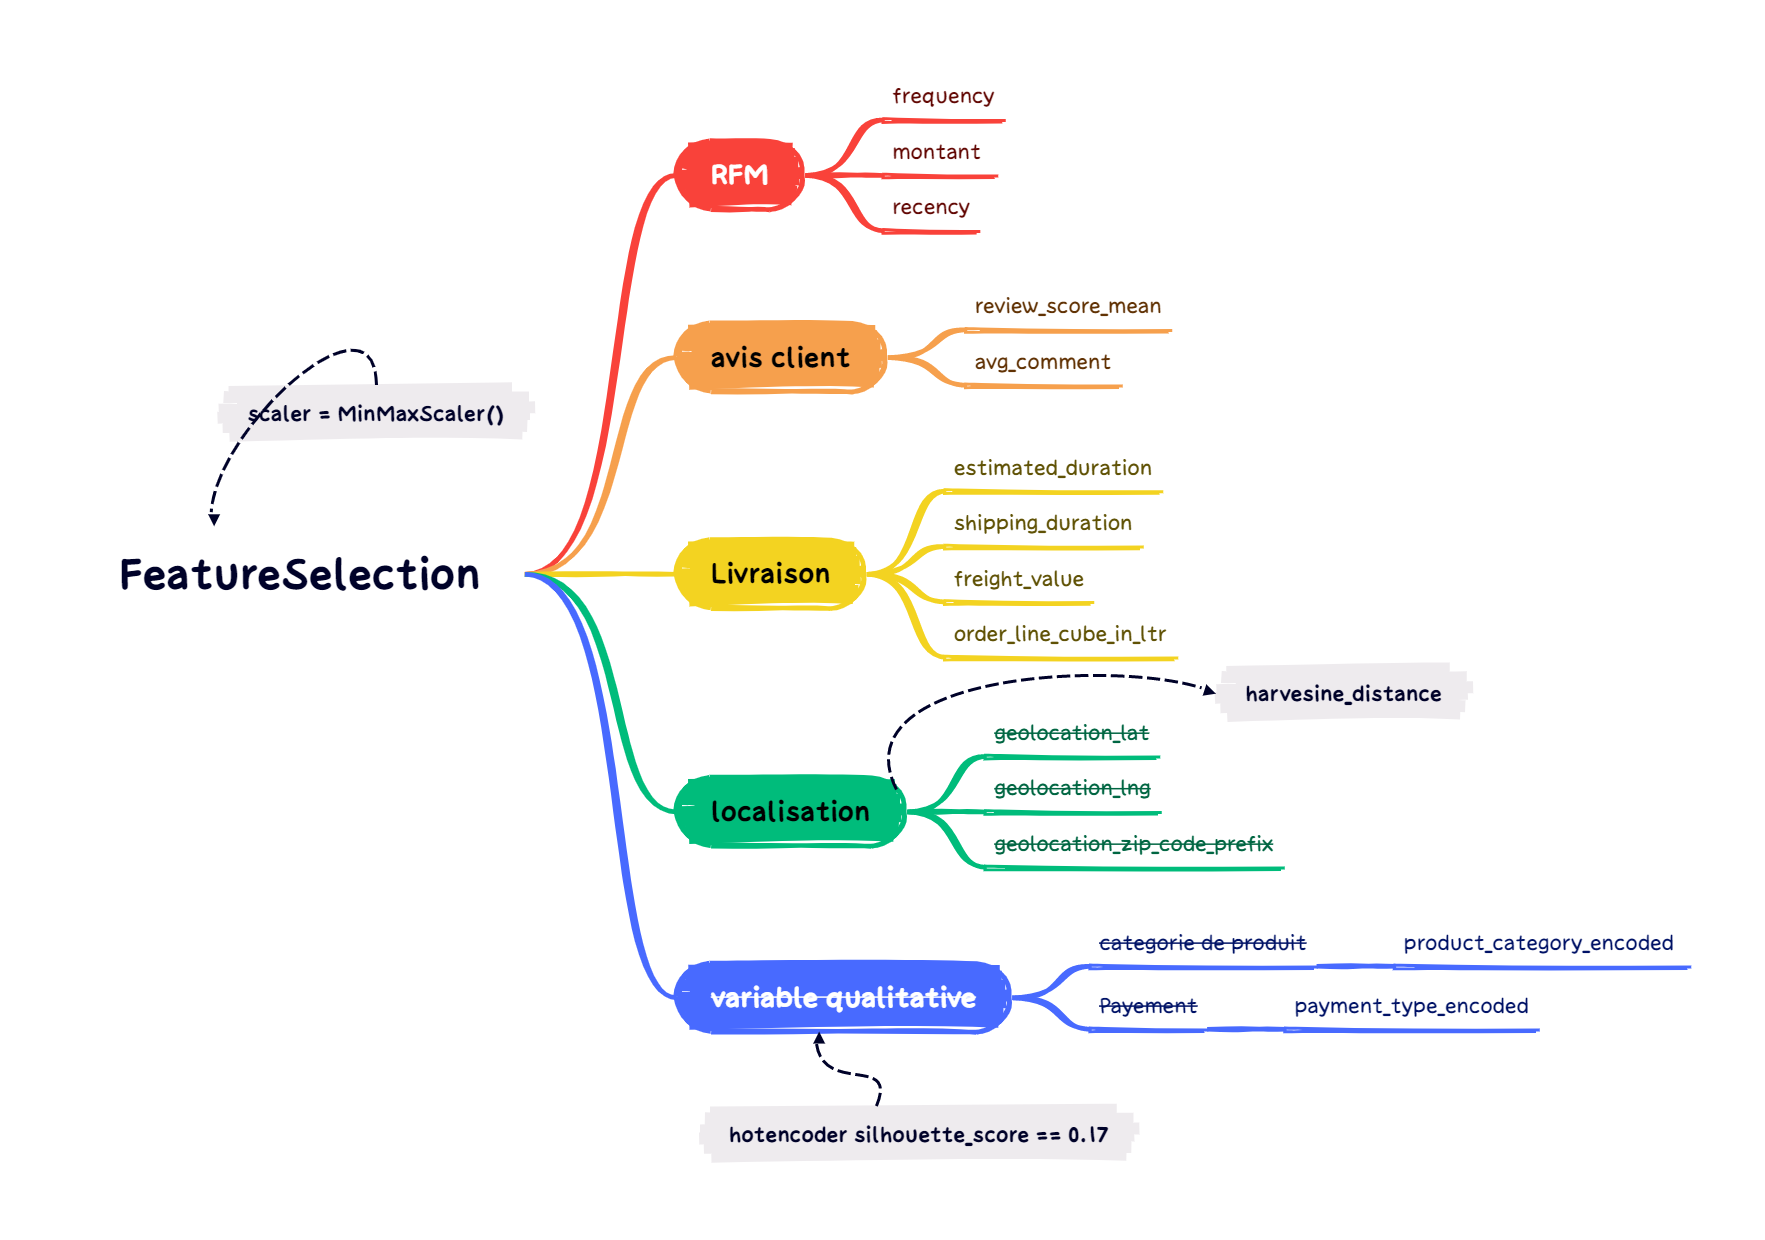 frequency
montant
RFM
recency
review_score_mean
avis client
avg_comment
scaler = MinMaxScaler()
estimated_duration
shipping_duration
FeatureSelection
Livraison
freight_value
order_line_cube_in_ltr
harvesine_distance
geolocation_lat
geolocation_lng
localisation
geolocation_zip_code_prefix
categorie de produit
product_category_encoded
variable qualitative
Payement
payment_type_encoded
hotencoder silhouette_score == 0.17